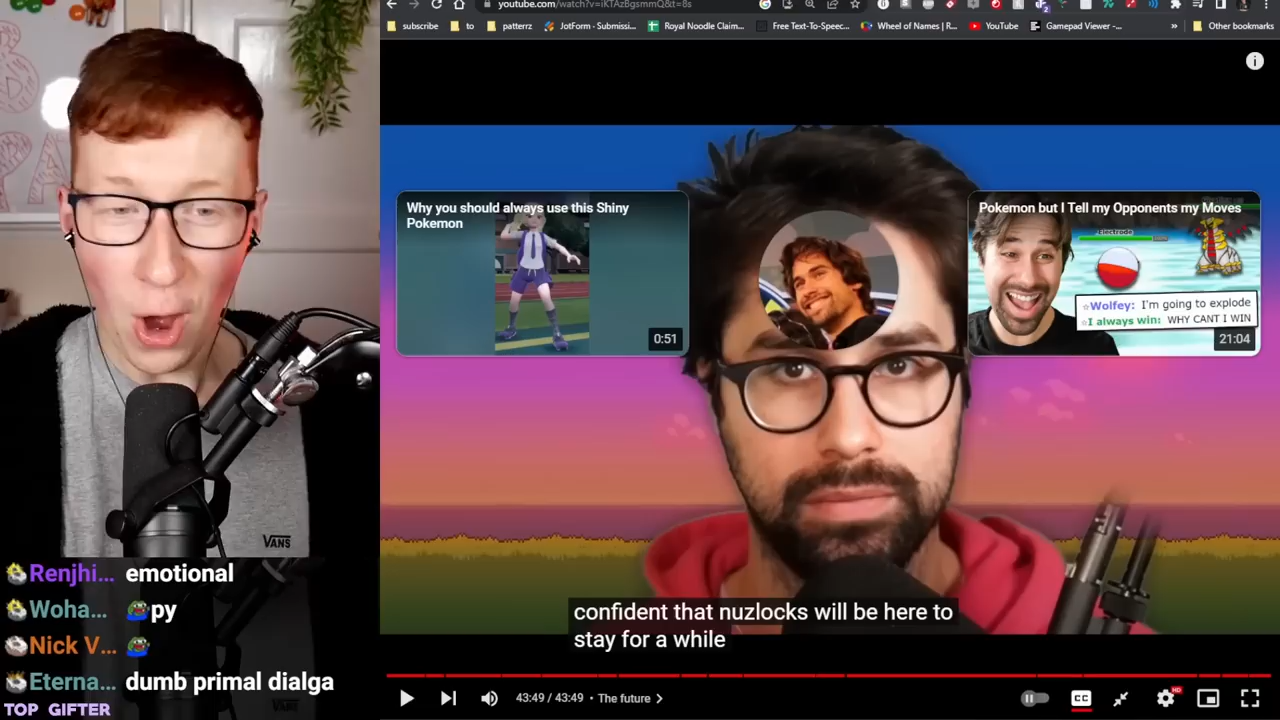 youtube.com/watch?v=iKTAzBgsmmQ&t=8s
subscribe
to
patterzz
JotForm - Submissi...
Royal Noodle Claim...
Free Text-To-Speec...
Wheel of Names | R...
YouTube
Gamepad Viewer -...
»
Other bookmarks
Why you should always use this Shiny
Pokemon
0:51
Pokemon but I Tell my Opponents my Moves
Electrode
☆Wolfey: I'm going to explode
☆I always win: WHY CANT I WIN
21:04
confident that nuzlocks will be here to
stay for a while
VANS
Renjhi... emotional
Woha... py
Nick V...
Eterna... dumb primal dialga
TOP GIFTER
43:49 / 43:49 • The future >
CC
HD